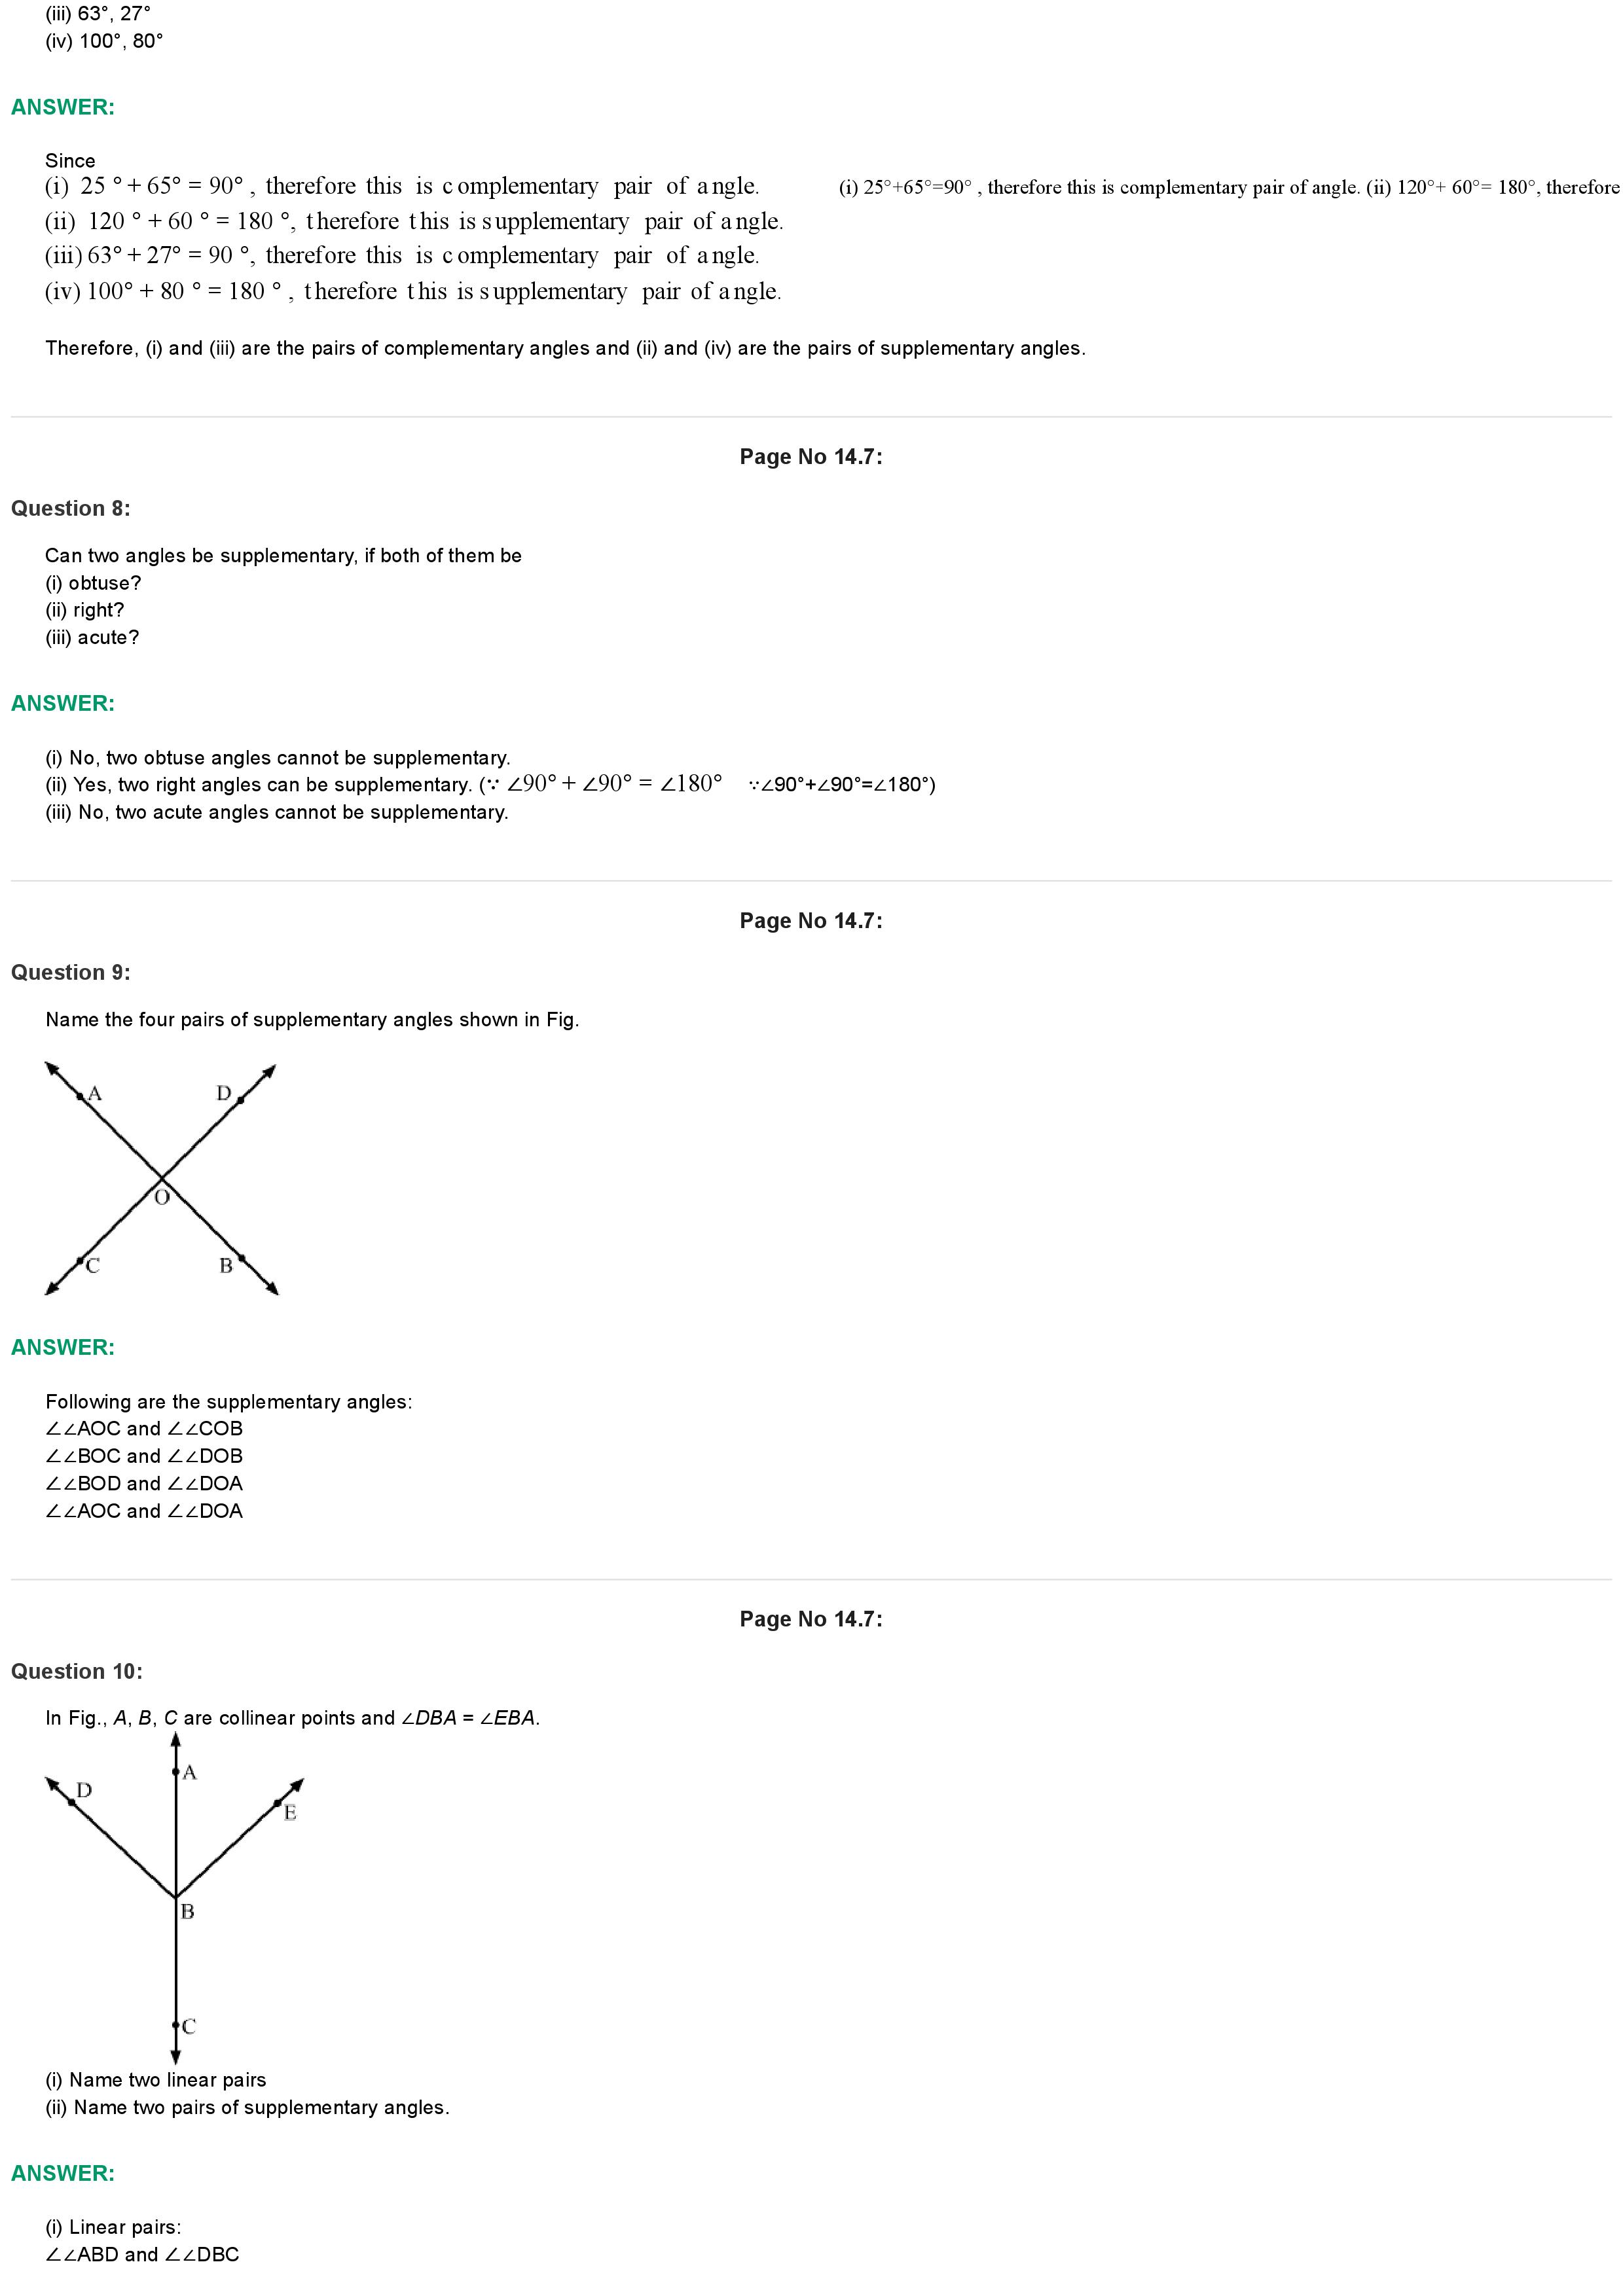 (iii) 63°, 27°
(iv) 100°, 80°
ANSWER:
Since
(i) 25 ° + 65° = 90° , therefore this is complementary pair of angle. (i) 25°+65°=90° , therefore this is complementary pair of angle. (ii) 120°+ 60°= 180°, therefore
(ii) 120 ° + 60 ° = 180 °, therefore this is supplementary pair of angle.
(iii) 63° + 27° = 90 °, therefore this is complementary pair of angle.
(iv) 100° + 80 ° = 180 ° , therefore this is supplementary pair of angle.
Therefore, (i) and (iii) are the pairs of complementary angles and (ii) and (iv) are the pairs of supplementary angles.
Page No 14.7:
Question 8:
Can two angles be supplementary, if both of them be
(i) obtuse?
(ii) right?
(iii) acute?
ANSWER:
(i) No, two obtuse angles cannot be supplementary.
(ii) Yes, two right angles can be supplementary. (∵ ∠90° + ∠90° = ∠180° ∵∠90°+∠90°=∠180°)
(iii) No, two acute angles cannot be supplementary.
Page No 14.7:
Question 9:
Name the four pairs of supplementary angles shown in Fig.
A D
O
C B
ANSWER:
Following are the supplementary angles:
∠∠AOC and ∠∠COB
∠∠BOC and ∠∠DOB
∠∠BOD and ∠∠DOA
∠∠AOC and ∠∠DOA
Page No 14.7:
Question 10:
In Fig., A, B, C are collinear points and ∠DBA = ∠EBA.
A
D
E
B
C
(i) Name two linear pairs
(ii) Name two pairs of supplementary angles.
ANSWER:
(i) Linear pairs:
∠∠ABD and ∠∠DBC